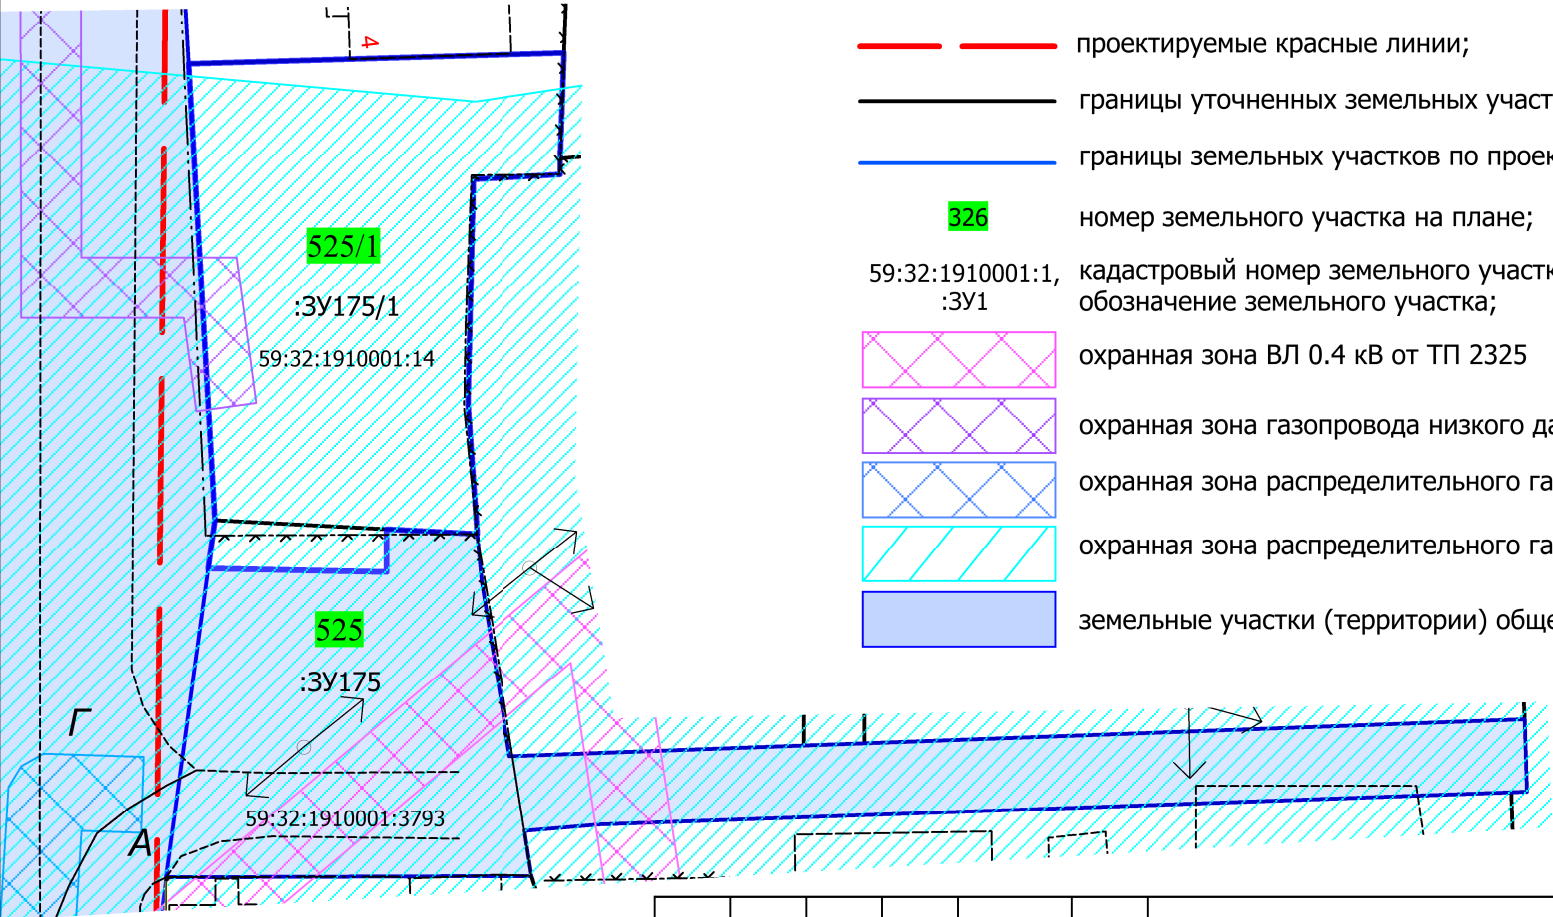 4
525/1
:ЗУ175/1
59:32:1910001:14
525
:ЗУ175
Г
59:32:1910001:3793
А
проектируемые красные линии;
границы уточненных земельных участ
границы земельных участков по проек
326
номер земельного участка на плане;
59:32:1910001:1,
:ЗУ1
кадастровый номер земельного участк
обозначение земельного участка;
охранная зона ВЛ 0.4 кВ от ТП 2325
охранная зона газопровода низкого да
охранная зона распределительного га
охранная зона распределительного га
земельные участки (территории) обще